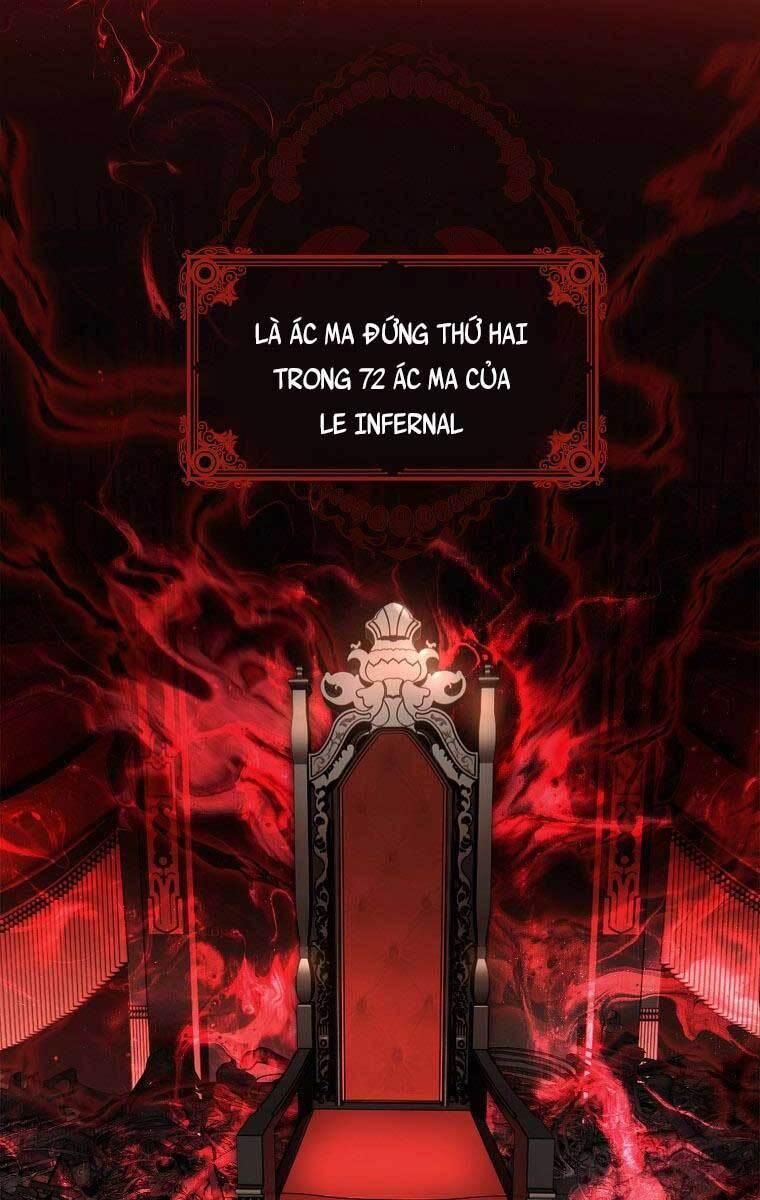 LÀ ÁC MA ĐỨNG THỨ HAI
TRONG 72 ÁC MA CỦA
LE INFERNAL